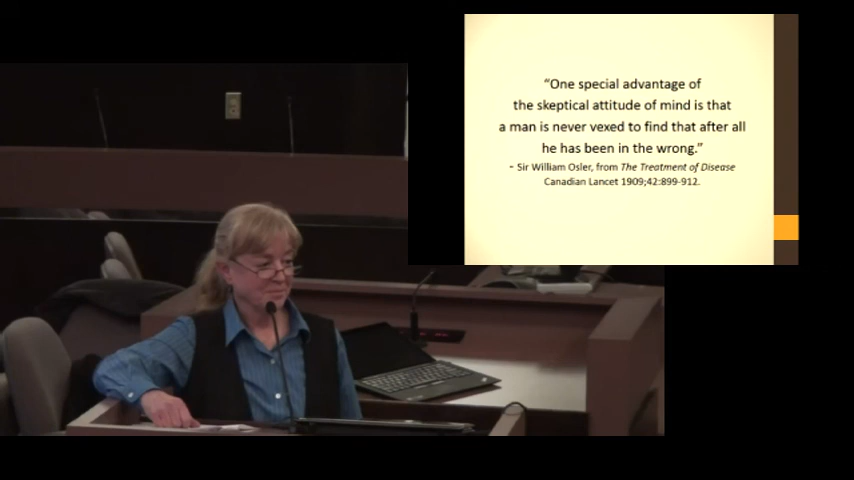 “One special advantage of
the skeptical attitude of mind is that
a man is never vexed to find that after all
he has been in the wrong.”
~ Sir William Osler, from The Treatment of Disease
Canadian Lancet 1909;42:899-912.